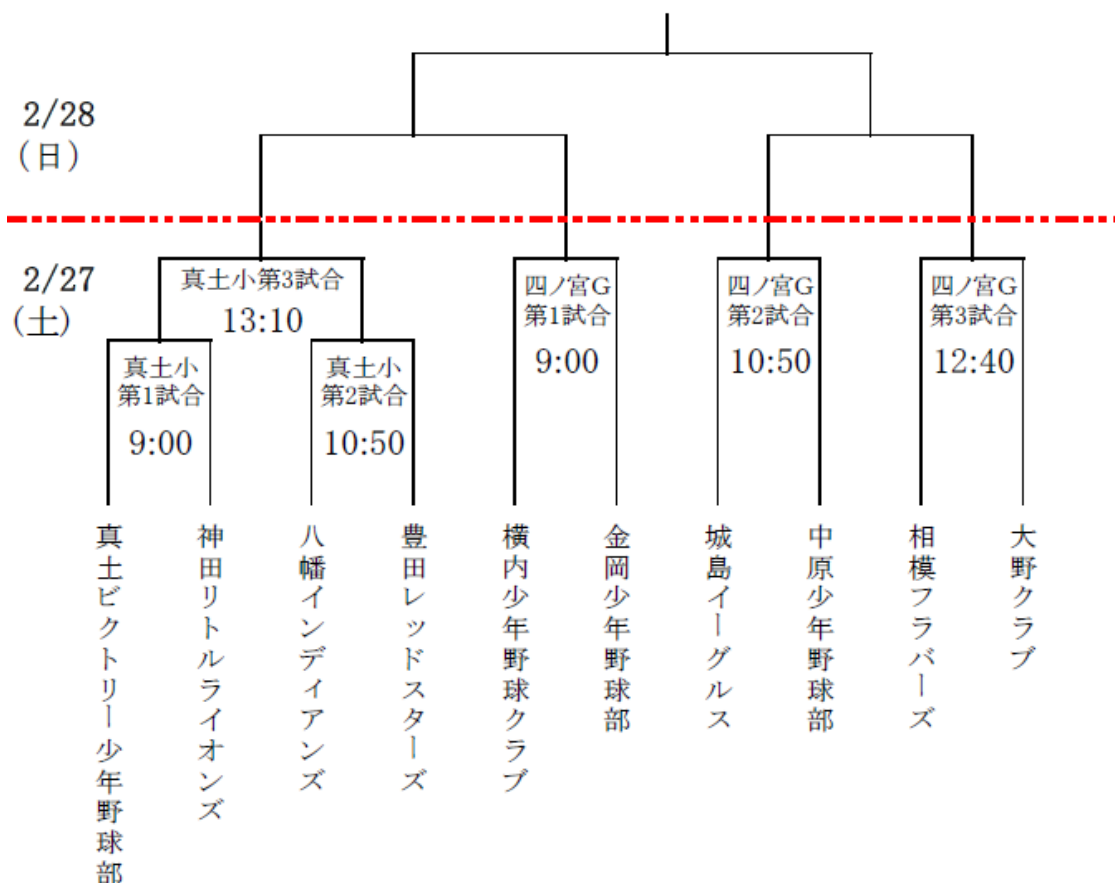 2/28
(日)
2/27
(土)
真土小第3試合
13:10
四ノ宮G
第1試合
9:00
四ノ宮G
第2試合
10:50
四ノ宮G
第3試合
12:40
真土小
第1試合
9:00
真土小
第2試合
10:50
真土ビクトリー少年野球部
神田リトルライオンズ
八幡インディアンズ
豊田レッドスターズ
横内少年野球クラブ
金岡少年野球部
城島イーグルス
中原少年野球部
相模フラバーズ
大野クラブ